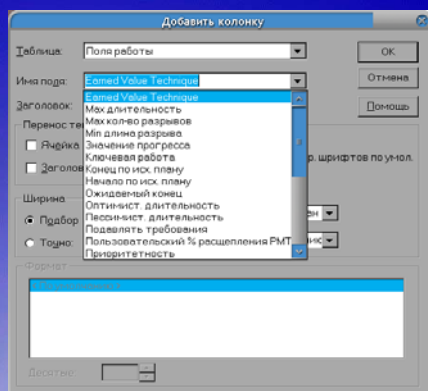 Добавить колонку
Таблица: Поля работы
OK
Имя поля: Earned Value Technique
Отмена
Заголовок:
Earned Value Technique
Помощь
Max длительность
Перенос те
Max кол-во разрывов
Min длина разрыва
Ячейка
Значение прогресса
Ключевая работа
р. шрифтов по умол.
Заголов
Конец по исх. плану
Начало по исх. плану
Ширина
Ожидаемый конец
Оптимист. длительность
Подбор
Пессимист. длительность
Подавлять требования
Точно:
Пользовательский % расщепления РМТ
Приоритетность
Формат
Десятые: